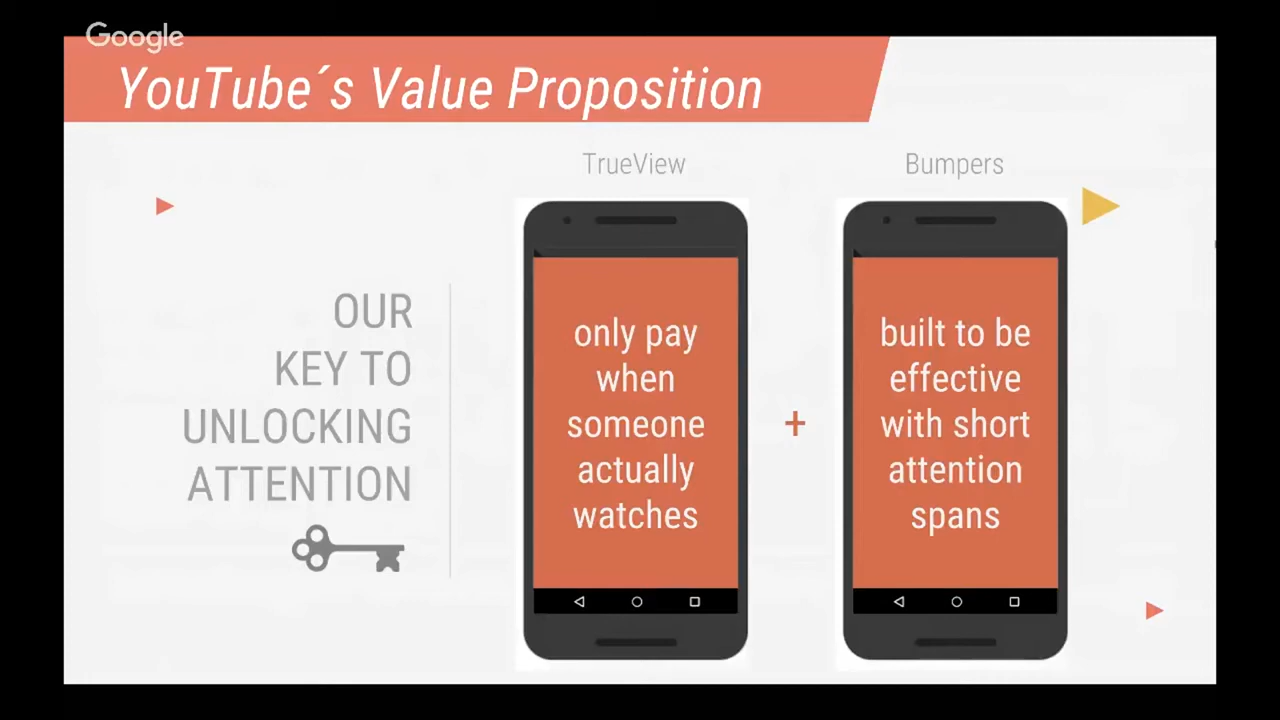 Google
YouTube´s Value Proposition
OUR
KEY TO
UNLOCKING
ATTENTION
TrueView
only pay
when
someone
actually
watches
+
Bumpers
built to be
effective
with short
attention
spans